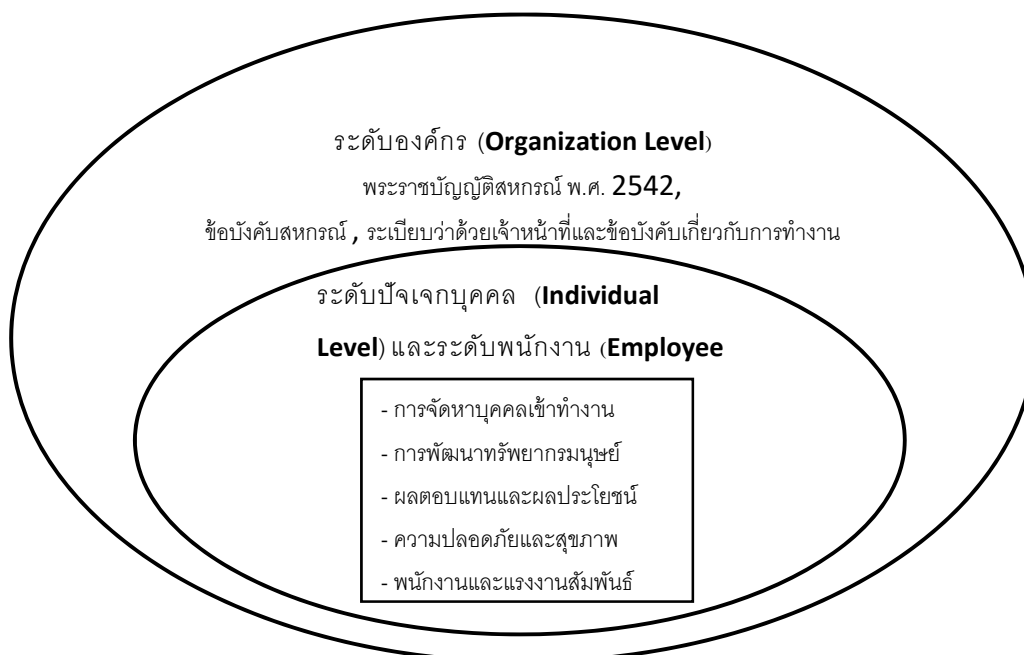 ระดับองค์กร (Organization Level)
พระราชบัญญัติสหกรณ์ พ.ศ. 2542,
ข้อบังคับสหกรณ์ , ระเบียบว่าด้วยเจ้าหน้าที่และข้อบังคับเกี่ยวกับการทำงาน
ระดับปัจเจกบุคคล (Individual
Level) และระดับพนักงาน (Employee
- การจัดหาบุคคลเข้าทำงาน
- การพัฒนาทรัพยากรมนุษย์
- ผลตอบแทนและผลประโยชน์
- ความปลอดภัยและสุขภาพ
- พนักงานและแรงงานสัมพันธ์